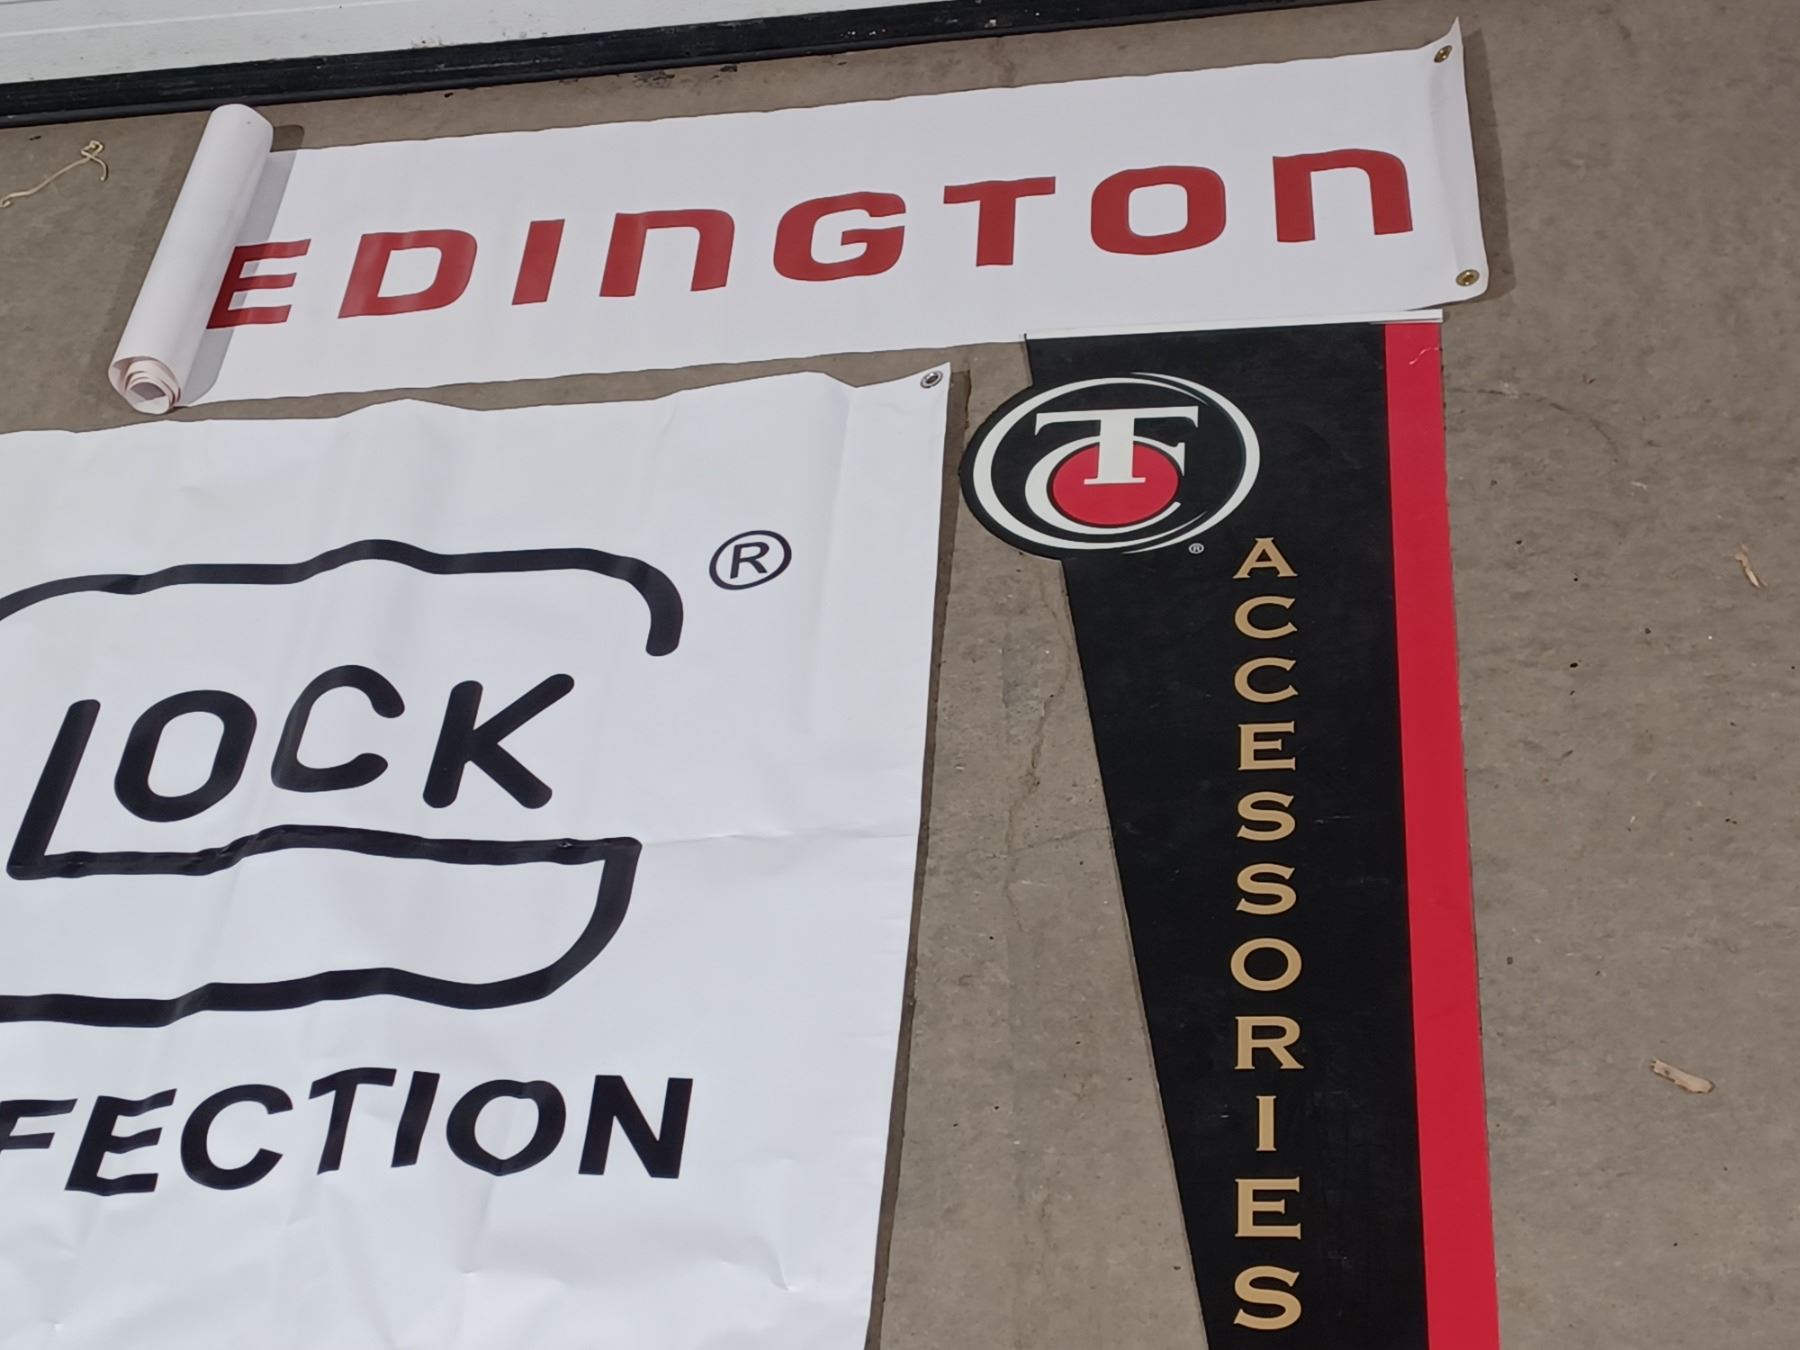 EDINGTON
TC
®
ACCESSORIES
LOCK
®
FECTION